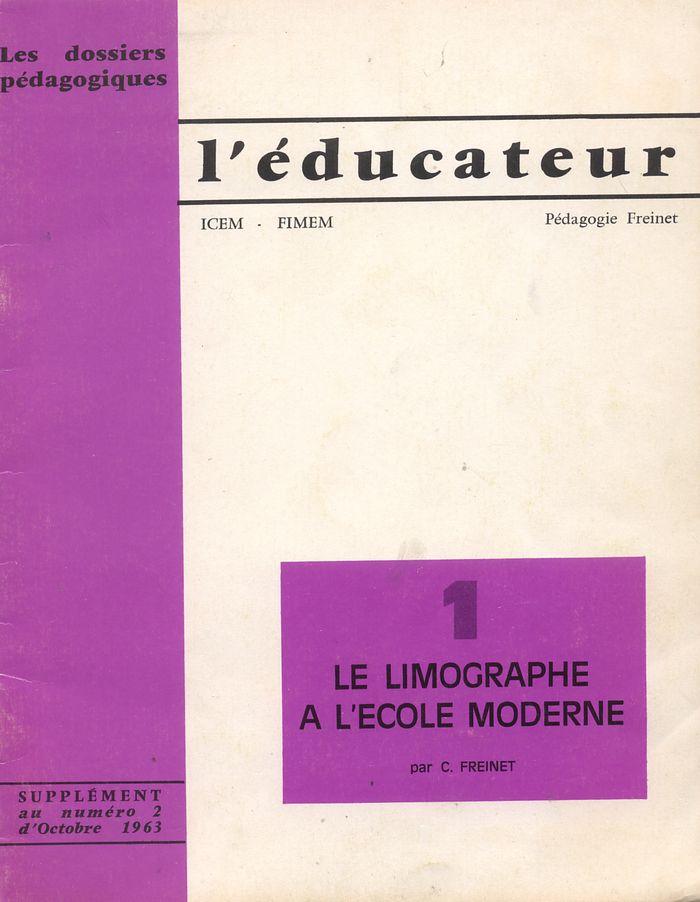 Les dossiers
pédagogiques
l'éducateur
ICEM - FIMEM
Pédagogie Freinet
1
LE LIMOGRAPHE
A L'ECOLE MODERNE
par C. FREINET
SUPPLÉMENT
au numéro 2
d'Octobre 1963